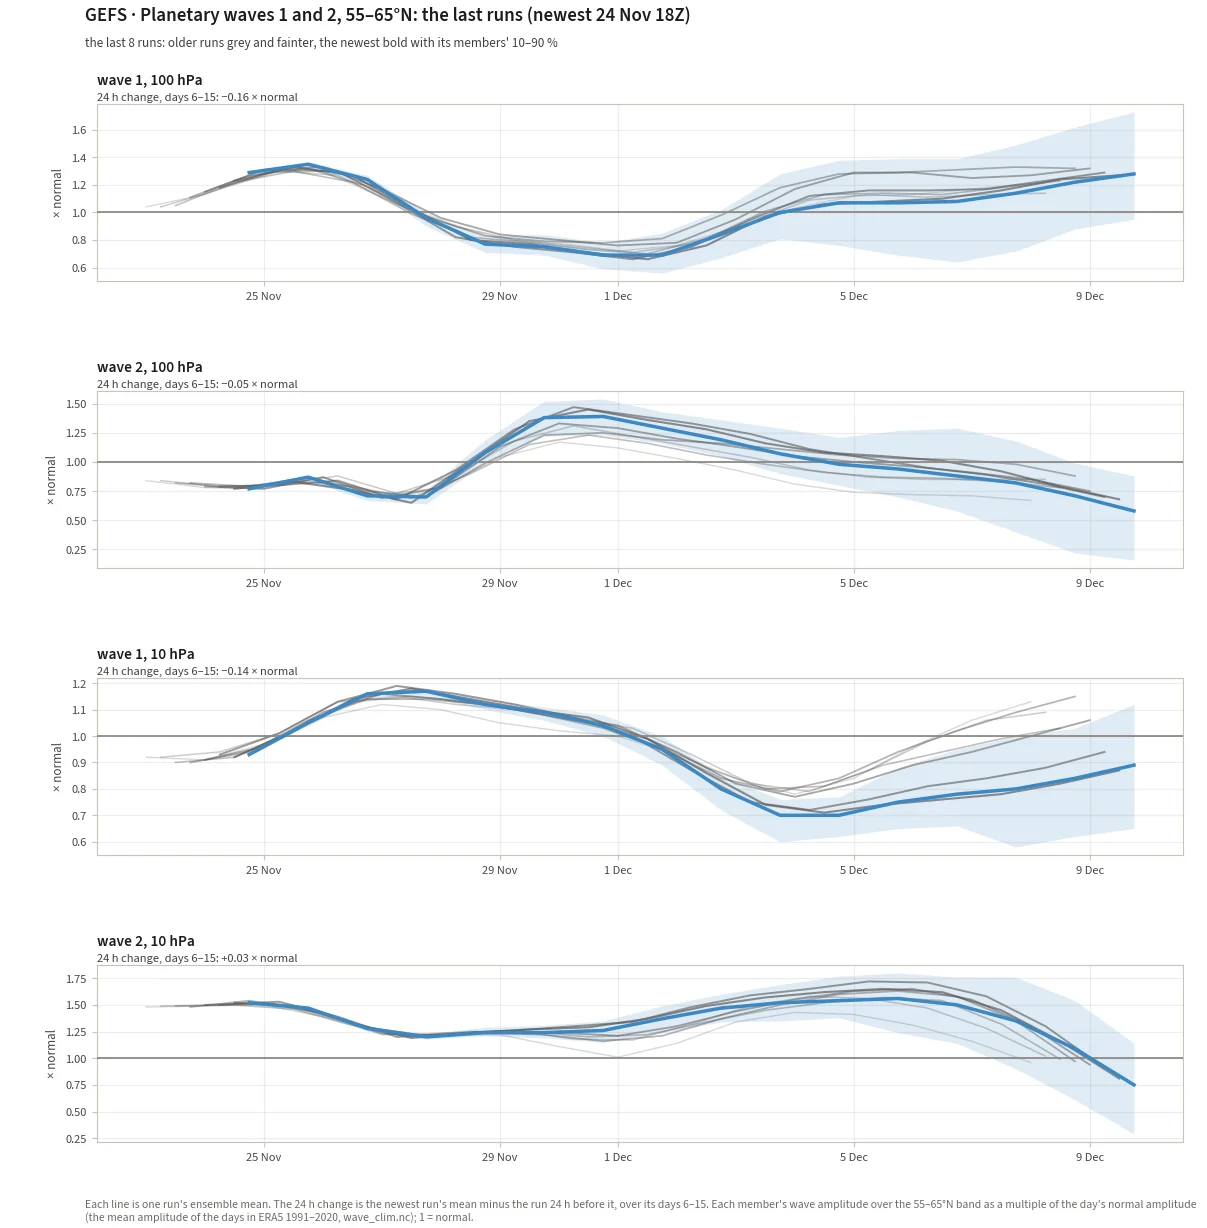 GEFS · Planetary waves 1 and 2, 55–65°N: the last runs (newest 24 Nov 18Z)
the last 8 runs: older runs grey and fainter, the newest bold with its members' 10–90 %
wave 1, 100 hPa
24 h change, days 6–15: −0.16 × normal
1.6
1.4
1.2
1.0
0.8
0.6
× normal
25 Nov
29 Nov
1 Dec
5 Dec
9 Dec
wave 2, 100 hPa
24 h change, days 6–15: −0.05 × normal
1.50
1.25
1.00
0.75
0.50
0.25
× normal
25 Nov
29 Nov
1 Dec
5 Dec
9 Dec
wave 1, 10 hPa
24 h change, days 6–15: −0.14 × normal
1.2
1.1
1.0
0.9
0.8
0.7
0.6
× normal
25 Nov
29 Nov
1 Dec
5 Dec
9 Dec
wave 2, 10 hPa
24 h change, days 6–15: +0.03 × normal
1.75
1.50
1.25
1.00
0.75
0.50
0.25
× normal
25 Nov
29 Nov
1 Dec
5 Dec
9 Dec
Each line is one run's ensemble mean. The 24 h change is the newest run's mean minus the run 24 h before it, over its days 6–15. Each member's wave amplitude over the 55–65°N band as a multiple of the day's normal amplitude
(the mean amplitude of the days in ERA5 1991–2020, wave_clim.nc); 1 = normal.